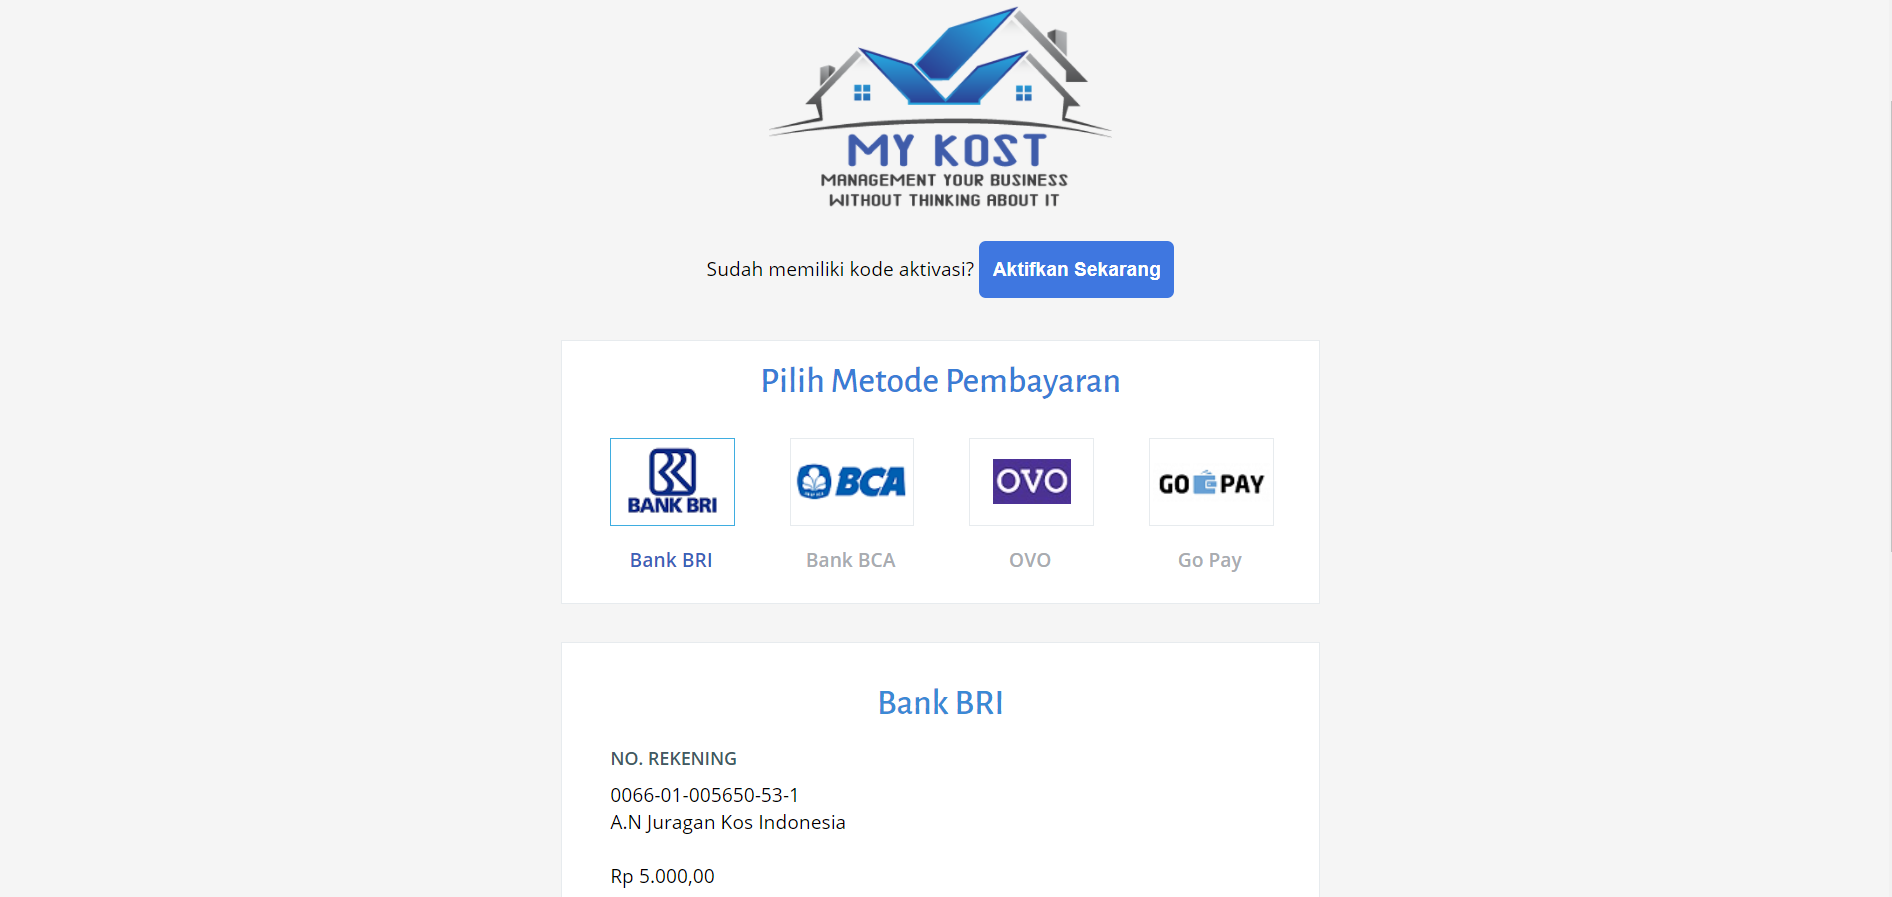 MY KOST
MANAGEMENT YOUR BUSINESS
WITHOUT THINKING ABOUT IT
Sudah memiliki kode aktivasi? Aktifkan Sekarang
Pilih Metode Pembayaran
BANK BRI
BCA
OVO
GO PAY
Bank BRI
Bank BCA
OVO
Go Pay
Bank BRI
NO. REKENING
0066-01-005650-53-1
A.N Juragan Kos Indonesia
Rp 5.000,00